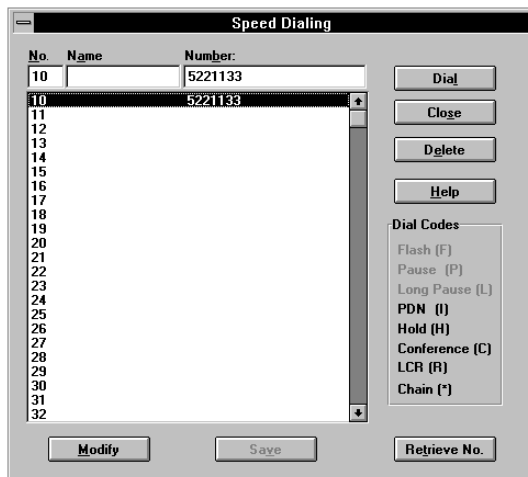 Speed Dialing
No. Name Number:
10 5221133
10 5221133
11
12
13
14
15
16
17
18
19
20
21
22
23
24
25
26
27
28
29
30
31
32
Dial
Close
Delete
Help
Dial Codes
Flash (F)
Pause (P)
Long Pause (L)
PDN (I)
Hold (H)
Conference (C)
LCR (R)
Chain (*)
Modify Save Retrieve No.